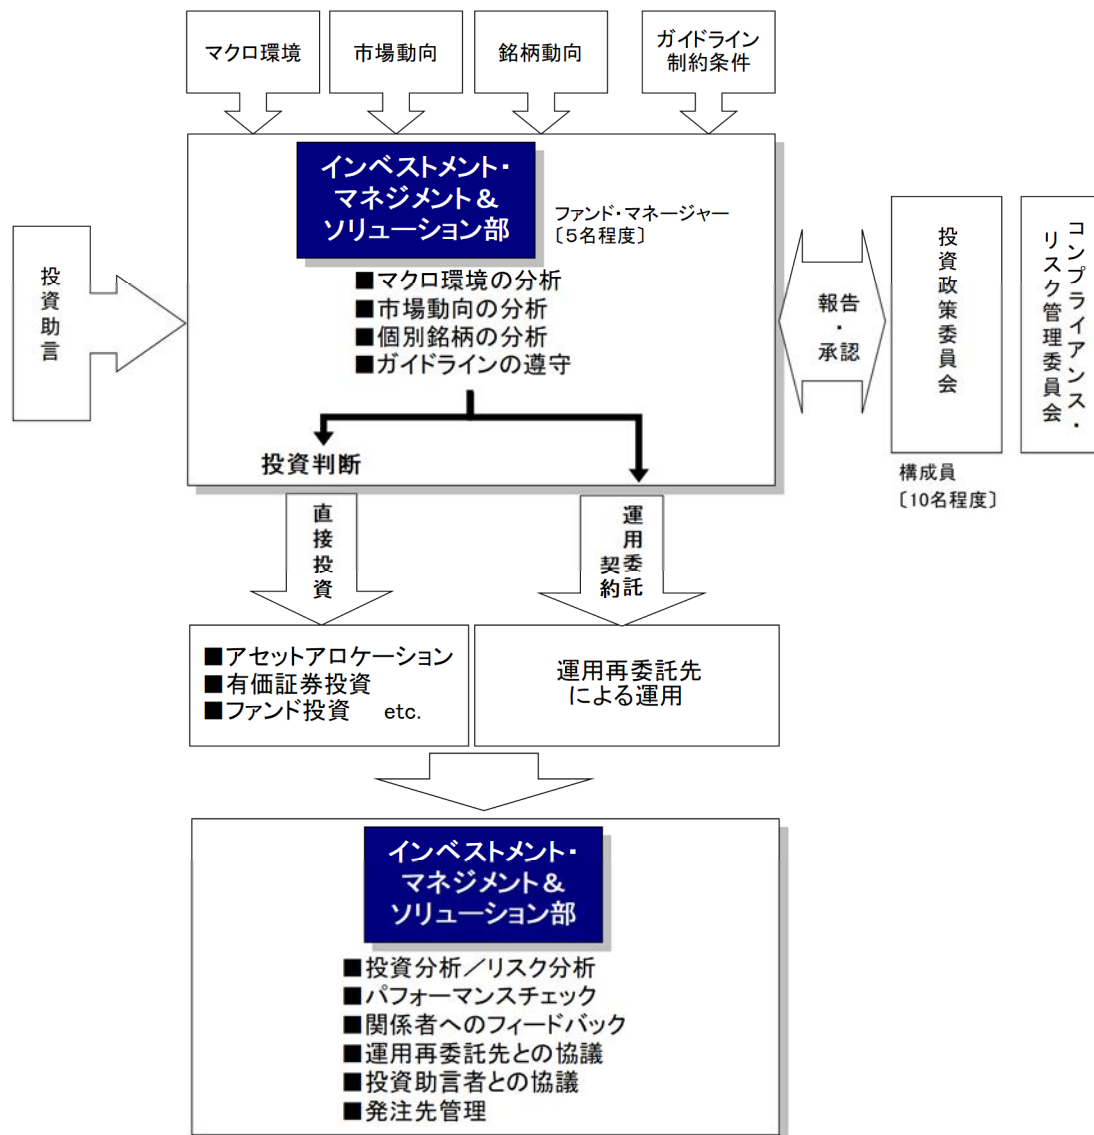 マクロ環境
市場動向
銘柄動向
ガイドライン
制約条件
インベストメント・
マネジメント＆
ソリューション部
ファンド・マネージャー
〔５名程度〕
■マクロ環境の分析
■市場動向の分析
■個別銘柄の分析
■ガイドラインの遵守
投資助言
報告
・
承認
投資政策委員会
コンプライアンス・
リスク管理委員会
構成員
〔10名程度〕
投資判断
直接投資
運用委託
契約
■アセットアロケーション
■有価証券投資
■ファンド投資　etc.
運用再委託先
による運用
インベストメント・
マネジメント＆
ソリューション部
■投資分析／リスク分析
■パフォーマンスチェック
■関係者へのフィードバック
■運用再委託先との協議
■投資助言者との協議
■発注先管理